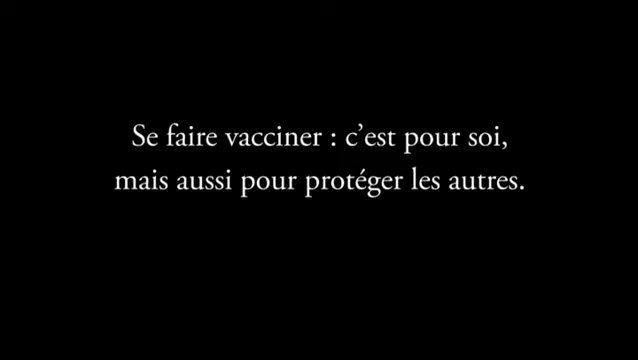 Se faire vacciner : c’est pour soi,
mais aussi pour protéger les autres.